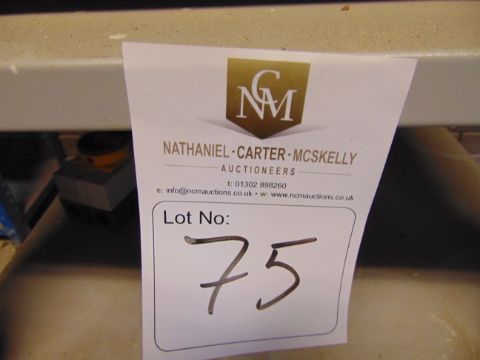 NCM
NATHANIEL · CARTER · MCSKELLY
AUCTIONEERS
t: 01302 898260
e: info@ncmauctions.co.uk • w: www.ncmauctions.co.uk
Lot No:
75